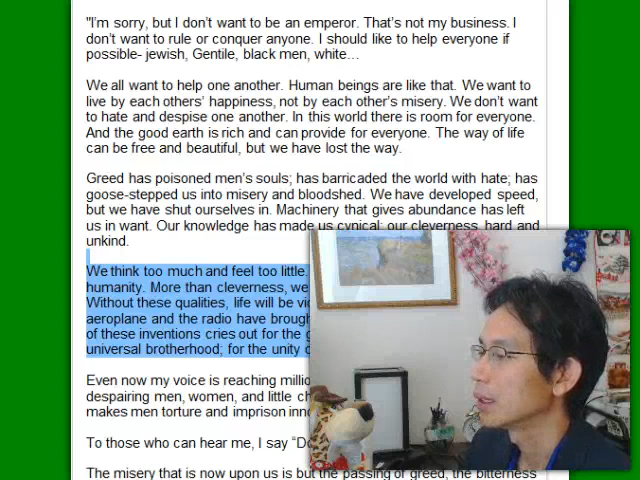 "I'm sorry, but I don't want to be an emperor. That's not my business. I
don't want to rule or conquer anyone. I should like to help everyone if
possible- jewish, Gentile, black men, white…
We all want to help one another. Human beings are like that. We want to
live by each others' happiness, not by each other's misery. We don't want
to hate and despise one another. In this world there is room for everyone.
And the good earth is rich and can provide for everyone. The way of life
can be free and beautiful, but we have lost the way.
Greed has poisoned men's souls; has barricaded the world with hate; has
goose-stepped us into misery and bloodshed. We have developed speed,
but we have shut ourselves in. Machinery that gives abundance has left
us in want. Our knowledge has made us cynical; our cleverness, hard and
unkind.
We think too much and feel too little.
humanity. More than cleverness, we
Without these qualities, life will be
aeroplane and the radio have
of these inventions cries out for the
universal brotherhood; for the unity
Even now my voice is reaching
despairing men, women, and little
makes men torture and imprison
To those who can hear me, I say
The misery that is now upon us is but the passing of greed, the bitterness